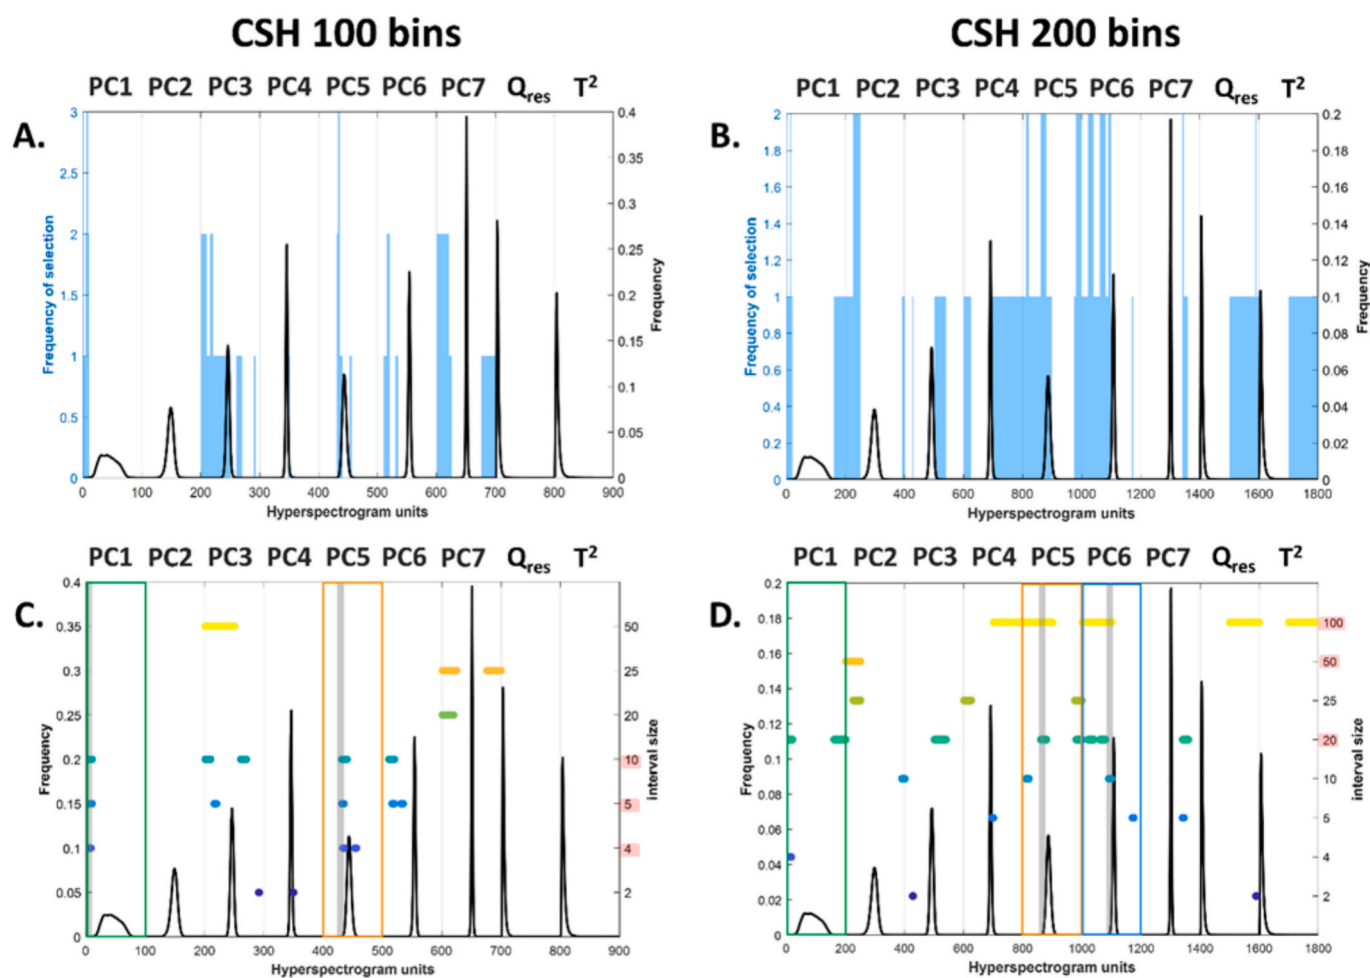 CSH 100 bins
CSH 200 bins
PC1 PC2 PC3 PC4 PC5 PC6 PC7 Qres T²
A.
3
2.5
2
1.5
1
0.5
0
Frequency of selection
0.4
0.35
0.3
0.25
0.2
0.15
0.1
0.05
0
Frequency
0 100 200 300 400 500 600 700 800 900
Hyperspectrogram units
PC1 PC2 PC3 PC4 PC5 PC6 PC7 Qres T²
B.
2
1.8
1.6
1.4
1.2
1
0.8
0.6
0.4
0.2
0
Frequency of selection
0.2
0.18
0.16
0.14
0.12
0.1
0.08
0.06
0.04
0.02
0
Frequency
0 200 400 600 800 1000 1200 1400 1600 1800
Hyperspectrogram units
PC1 PC2 PC3 PC4 PC5 PC6 PC7 Qres T²
C.
0.4
0.35
0.3
0.25
0.2
0.15
0.1
0.05
0
Frequency
50
25
20
10
5
4
2
interval size
0 100 200 300 400 500 600 700 800 900
Hyperspectrogram units
PC1 PC2 PC3 PC4 PC5 PC6 PC7 Qres T²
D.
0.2
0.18
0.16
0.14
0.12
0.1
0.08
0.06
0.04
0.02
0
Frequency
100
50
25
20
10
5
4
2
interval size
0 200 400 600 800 1000 1200 1400 1600 1800
Hyperspectrogram units